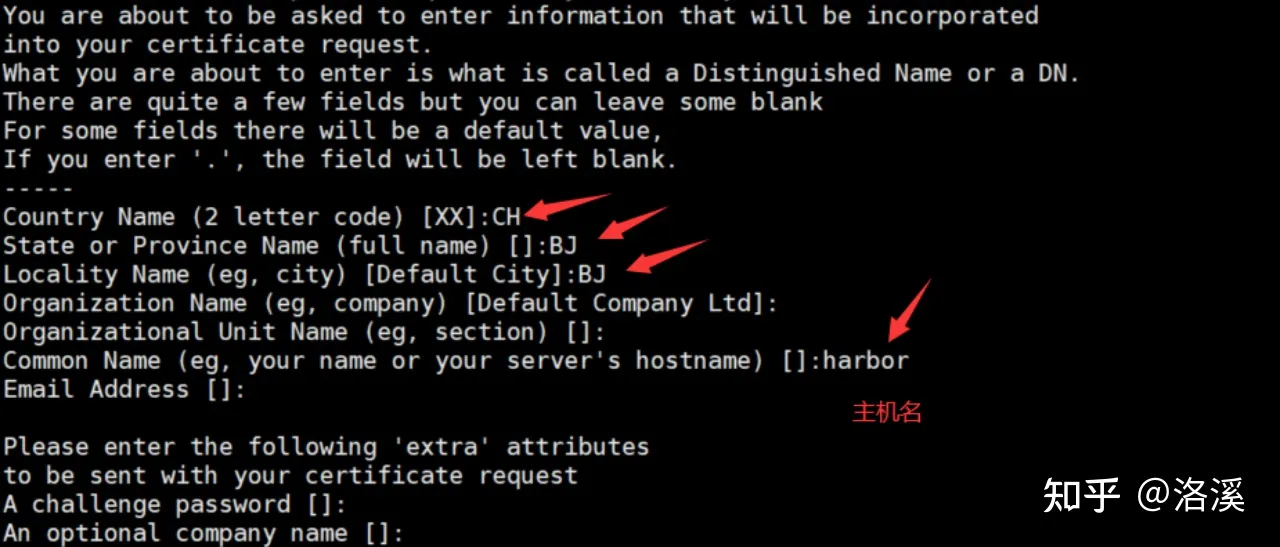 You are about to be asked to enter information that will be incorporated
into your certificate request.
What you are about to enter is what is called a Distinguished Name or a DN.
There are quite a few fields but you can leave some blank
For some fields there will be a default value,
If you enter '.', the field will be left blank.
-----
Country Name (2 letter code) [XX]:CH
State or Province Name (full name) []:BJ
Locality Name (eg, city) [Default City]:BJ
Organization Name (eg, company) [Default Company Ltd]:
Organizational Unit Name (eg, section) []:
Common Name (eg, your name or your server's hostname) []:harbor
Email Address []:
主机名
Please enter the following 'extra' attributes
to be sent with your certificate request
A challenge password []:
An optional company name []:
知乎 @洛溪